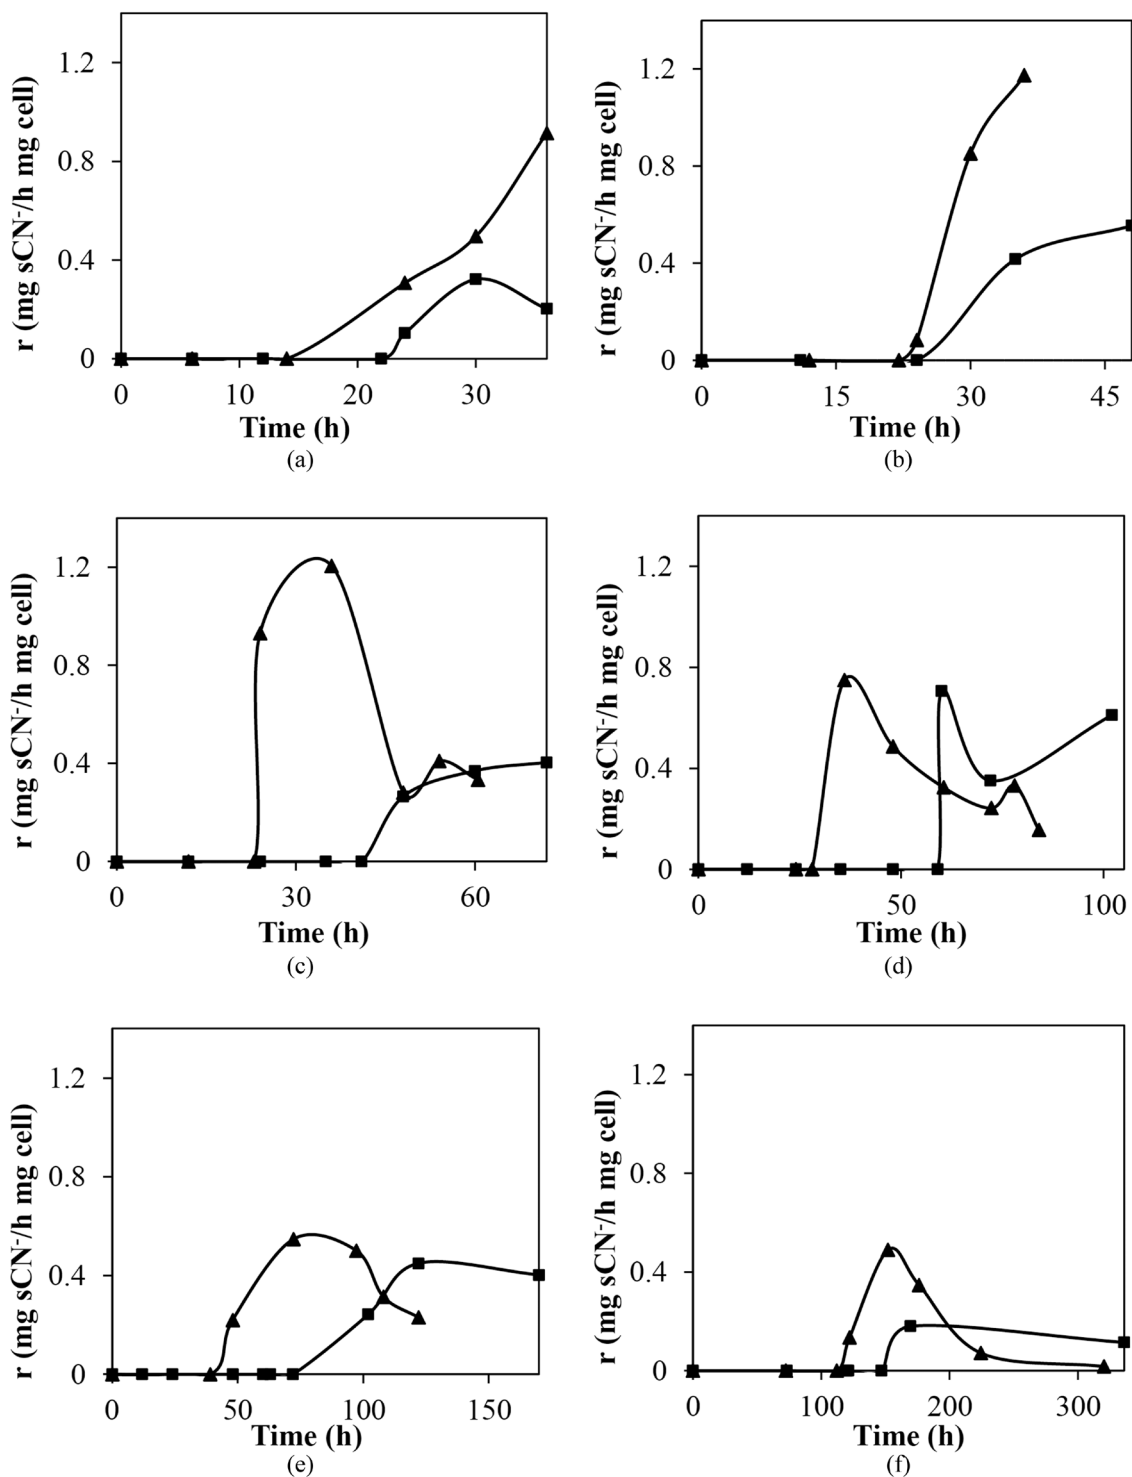 r (mg sCN-/h mg cell)
1.2
0.8
0.4
0
0 10 20 30
Time (h)
(a)
r (mg sCN-/h mg cell)
1.2
0.8
0.4
0
0 15 30 45
Time (h)
(b)
r (mg sCN-/h mg cell)
1.2
0.8
0.4
0
0 30 60
Time (h)
(c)
r (mg sCN-/h mg cell)
1.2
0.8
0.4
0
0 50 100
Time (h)
(d)
r (mg sCN-/h mg cell)
1.2
0.8
0.4
0
0 50 100 150
Time (h)
(e)
r (mg sCN-/h mg cell)
1.2
0.8
0.4
0
0 100 200 300
Time (h)
(f)